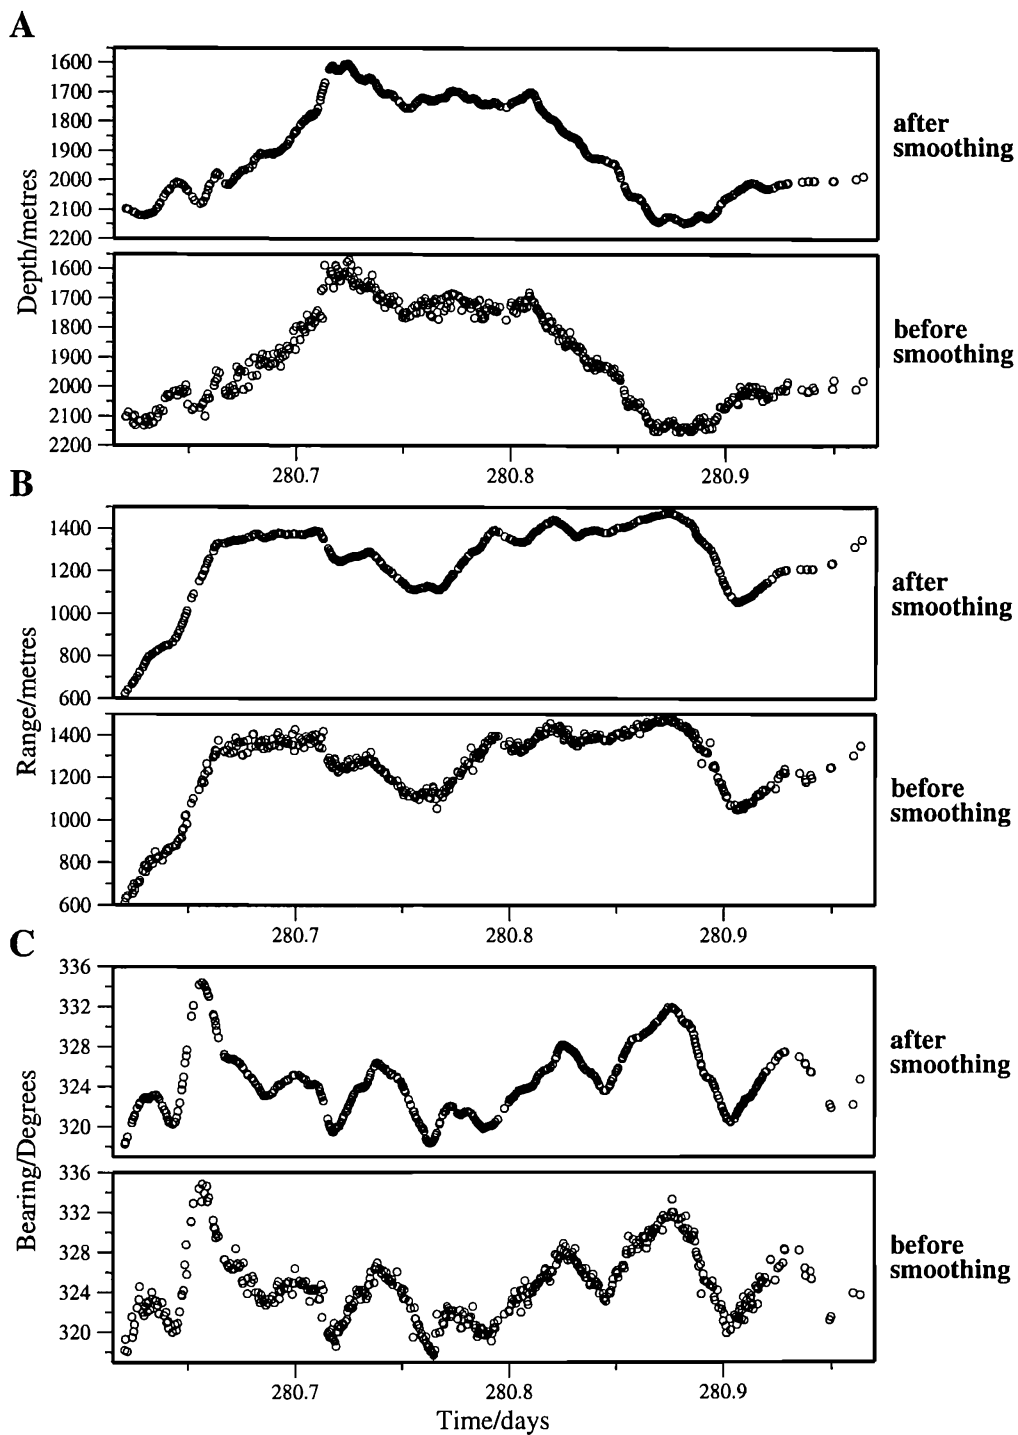 A
1600
1700
1800
1900
2000
2100
2200
after
smoothing
Depth/metres
1600
1700
1800
1900
2000
2100
2200
before
smoothing
280.7
280.8
280.9
B
1400
1200
1000
800
600
after
smoothing
Range/metres
1400
1200
1000
800
600
before
smoothing
280.7
280.8
280.9
C
336
332
328
324
320
after
smoothing
Bearing/Degrees
336
332
328
324
320
before
smoothing
280.7
280.8
280.9
Time/days